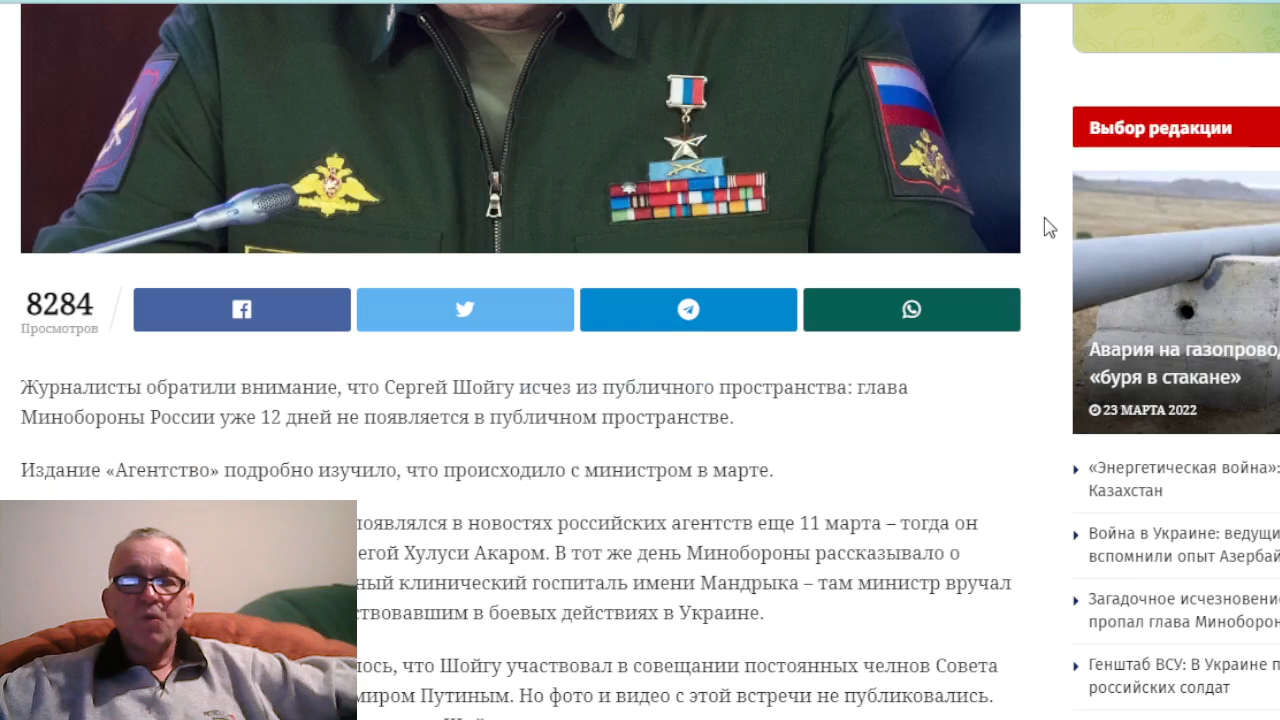 8284
Просмотров
Журналисты обратили внимание, что Сергей Шойгу исчез из публичного пространства: глава
Минобороны России уже 12 дней не появляется в публичном пространстве.
Издание «Агентство» подробно изучило, что происходило с министром в марте.
появлялся в новостях российских агентств еще 11 марта – тогда он
егой Хулуси Акаром. В тот же день Минобороны рассказывало о
ный клинический госпиталь имени Мандрыка – там министр вручал
ствовавшим в боевых действиях в Украине.
лось, что Шойгу участвовал в совещании постоянных челнов Совета
миром Путиным. Но фото и видео с этой встречи не публиковались.
Выбор редакции
Авария на газопрово
«буря в стакане»
23 МАРТА 2022
«Энергетическая война»:
Казахстан
Война в Украине: ведущи
вспомнили опыт Азербай
Загадочное исчезновени
пропал глава Миноборон
Генштаб ВСУ: В Украине п
российских солдат